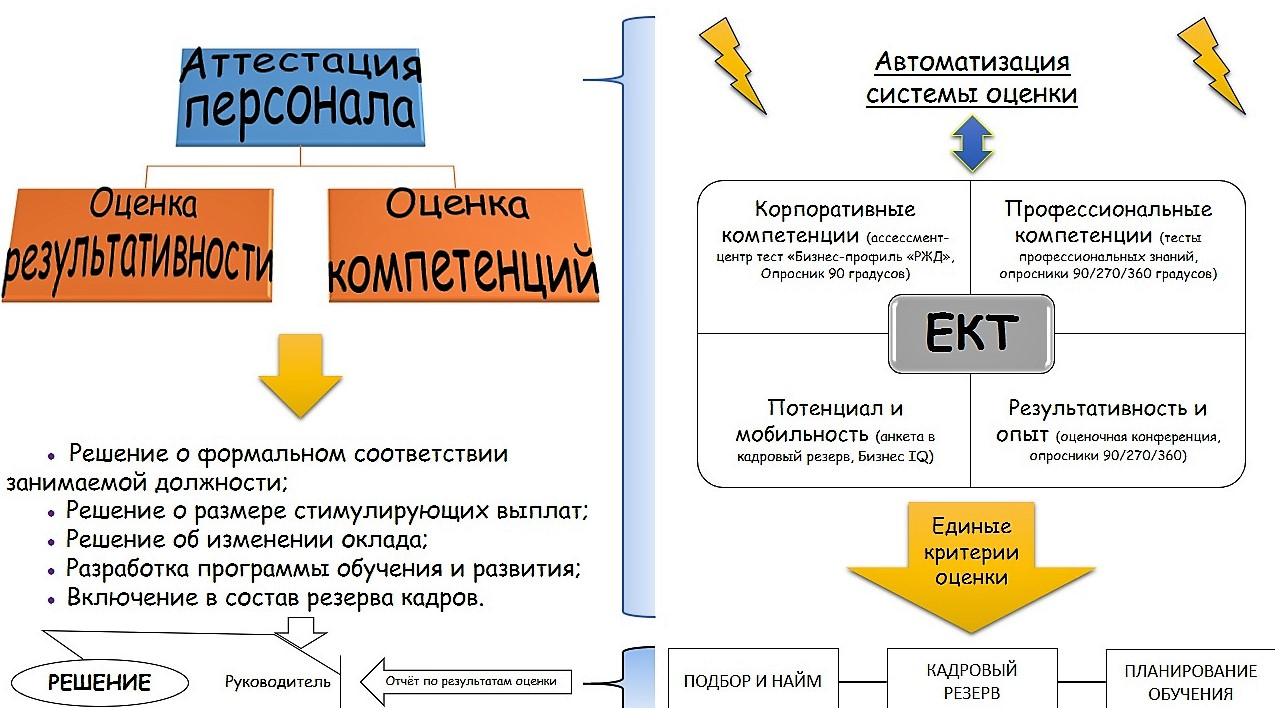 Аттестация
персонала
Оценка
результативности
Оценка
компетенций
• Решение о формальном соответствии
занимаемой должности;
• Решение о размере стимулирующих выплат;
• Решение об изменении оклада;
• Разработка программы обучения и развития;
• Включение в состав резерва кадров.
РЕШЕНИЕ
Руководитель
Отчёт по результатам оценки
Автоматизация
системы оценки
Корпоративные
компетенции (ассессмент-
центр тест «Бизнес-профиль «РЖД»,
Опросник 90 градусов)
Профессиональные
компетенции (тесты
профессиональных знаний,
опросники 90/270/360 градусов)
ЕКТ
Потенциал и
мобильность (анкета в
кадровый резерв, Бизнес IQ)
Результативность и
опыт (оценочная конференция,
опросники 90/270/360)
Единые
критерии
оценки
ПОДБОР И НАЙМ
КАДРОВЫЙ
РЕЗЕРВ
ПЛАНИРОВАНИЕ
ОБУЧЕНИЯ